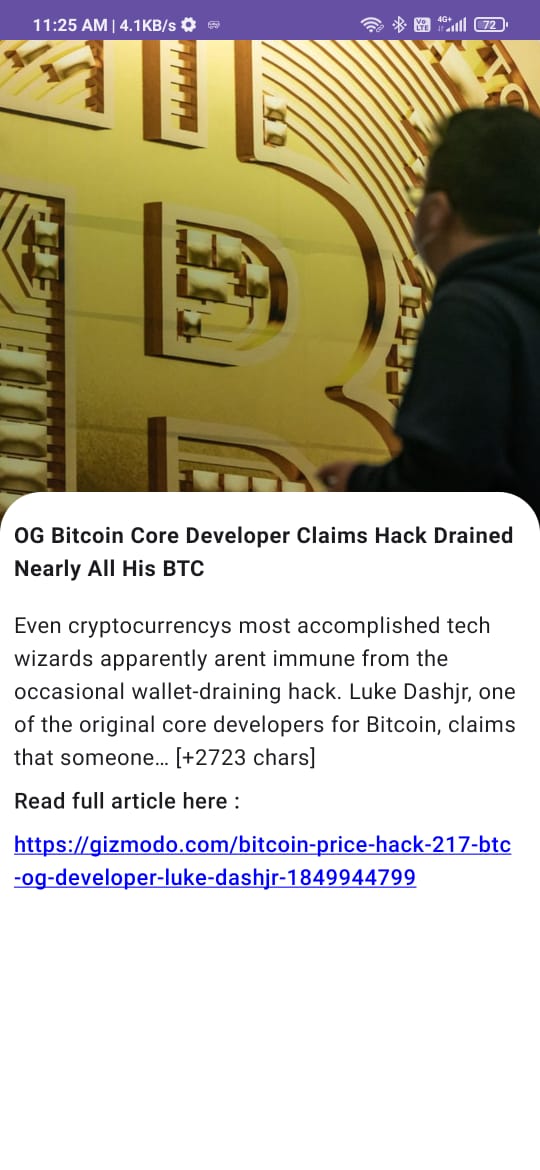 11:25 AM | 4.1KB/s
Vo LTE 4G+ 72
OG Bitcoin Core Developer Claims Hack Drained
Nearly All His BTC
Even cryptocurrencys most accomplished tech
wizards apparently arent immune from the
occasional wallet-draining hack. Luke Dashjr, one
of the original core developers for Bitcoin, claims
that someone… [+2723 chars]
Read full article here :
https://gizmodo.com/bitcoin-price-hack-217-btc
-og-developer-luke-dashjr-1849944799